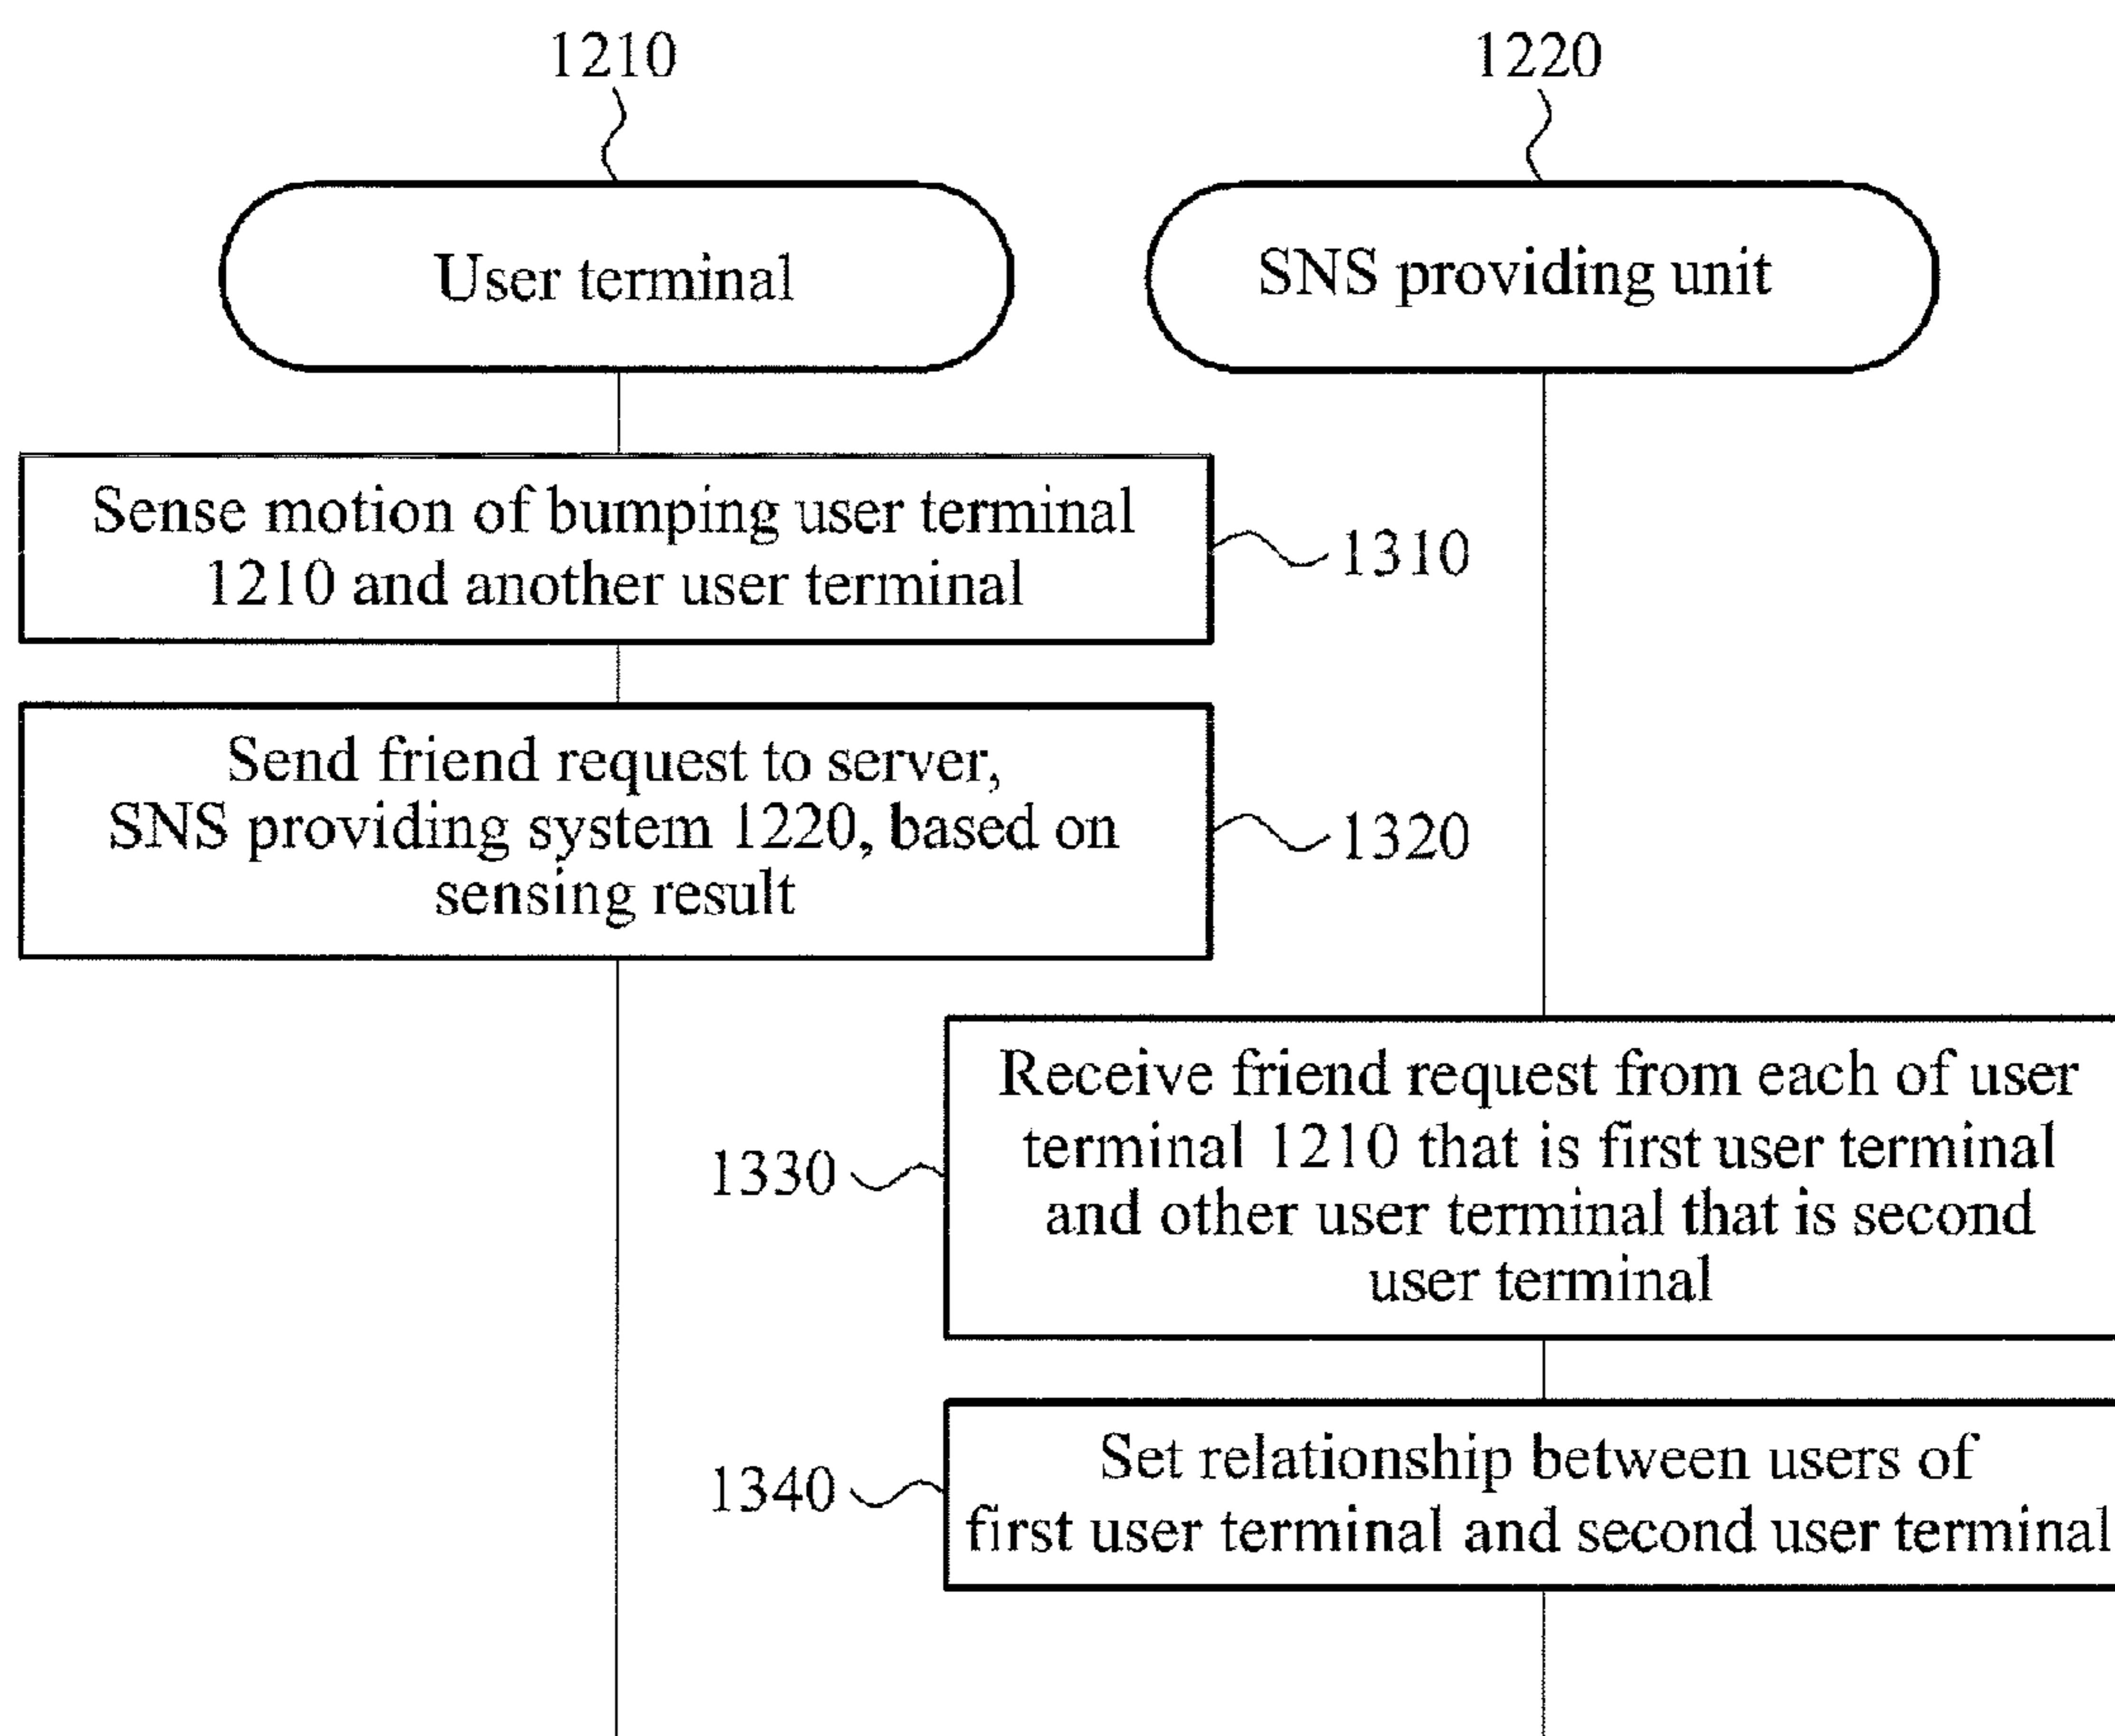 1210
1220
User terminal
SNS providing unit
Sense motion of bumping user terminal
1210 and another user terminal
1310
Send friend request to server,
SNS providing system 1220, based on
sensing result
1320
Receive friend request from each of user
terminal 1210 that is first user terminal
and other user terminal that is second
user terminal
1330
Set relationship between users of
first user terminal and second user terminal
1340